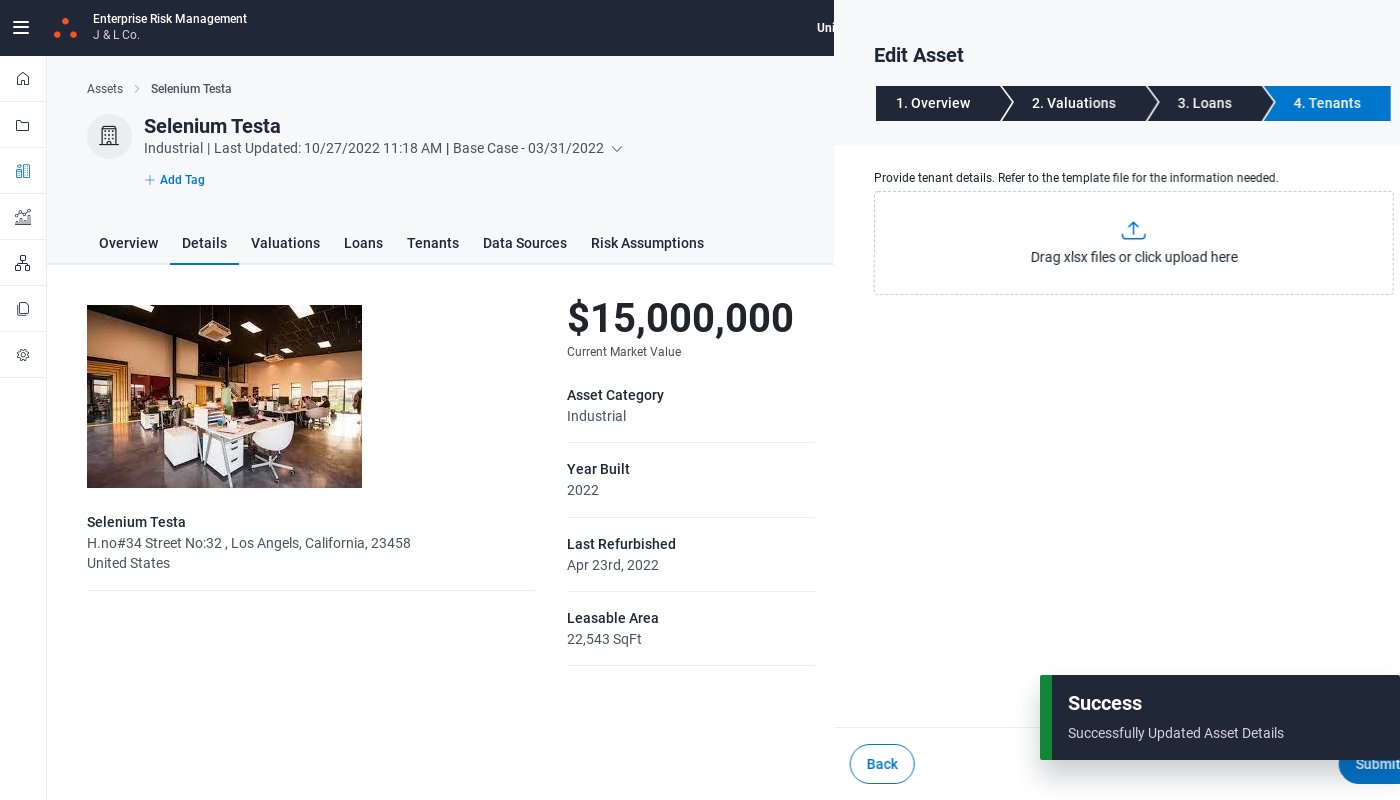 Enterprise Risk Management
J & L Co.
Uni
Assets
Selenium Testa
Selenium Testa
Industrial | Last Updated: 10/27/2022 11:18 AM | Base Case - 03/31/2022
Add Tag
Overview
Details
Valuations
Loans
Tenants
Data Sources
Risk Assumptions
Selenium Testa
H.no#34 Street No:32 , Los Angels, California, 23458
United States
$15,000,000
Current Market Value
Asset Category
Industrial
Year Built
2022
Last Refurbished
Apr 23rd, 2022
Leasable Area
22,543 SqFt
Edit Asset
1. Overview
2. Valuations
3. Loans
4. Tenants
Provide tenant details. Refer to the template file for the information needed.
Drag xlsx files or click upload here
Success
Successfully Updated Asset Details
Back
Submit